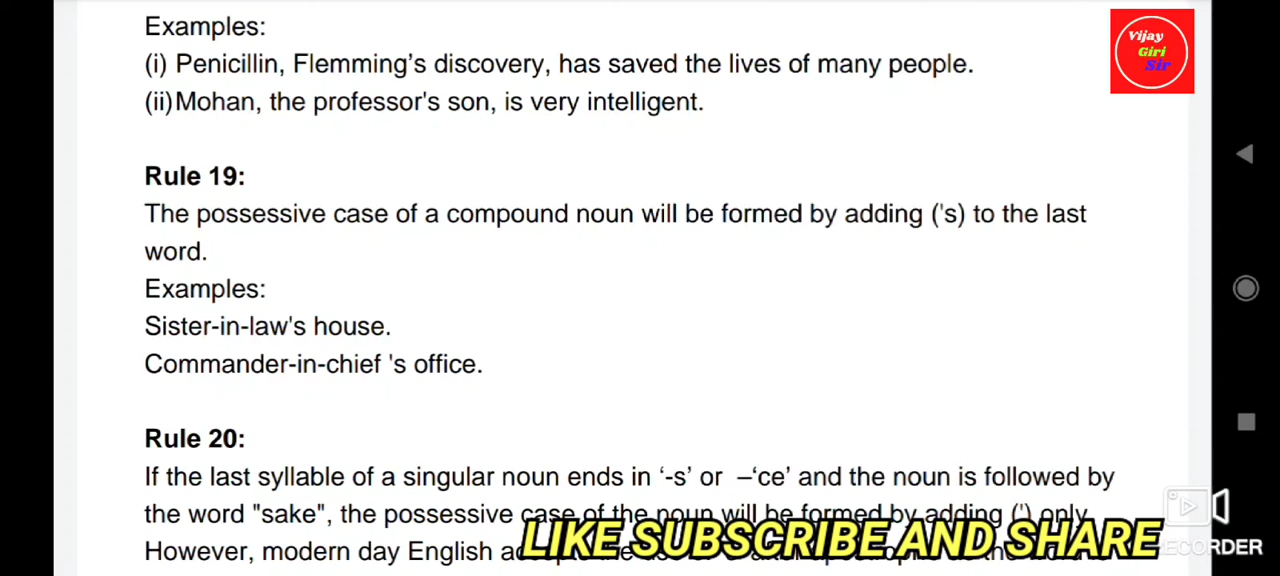 Examples:
(i) Penicillin, Flemming’s discovery, has saved the lives of many people.
(ii) Mohan, the professor's son, is very intelligent.
Rule 19:
The possessive case of a compound noun will be formed by adding ('s) to the last
word.
Examples:
Sister-in-law's house.
Commander-in-chief 's office.
Rule 20:
If the last syllable of a singular noun ends in ‘-s’ or –‘ce’ and the noun is followed by
the word "sake", the possessive case of the noun will be formed by adding (') only.
However, modern day English
LIKE SUBSCRIBE AND SHARE
Vijay
Giri
Sir